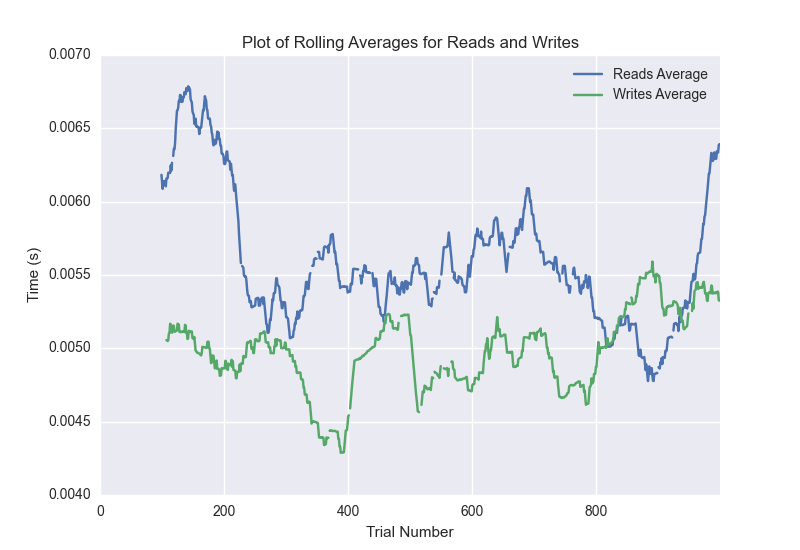 Plot of Rolling Averages for Reads and Writes
0.0070
0.0065
0.0060
0.0055
0.0050
0.0045
0.0040
Time (s)
Reads Average
Writes Average
0 200 400 600 800
Trial Number